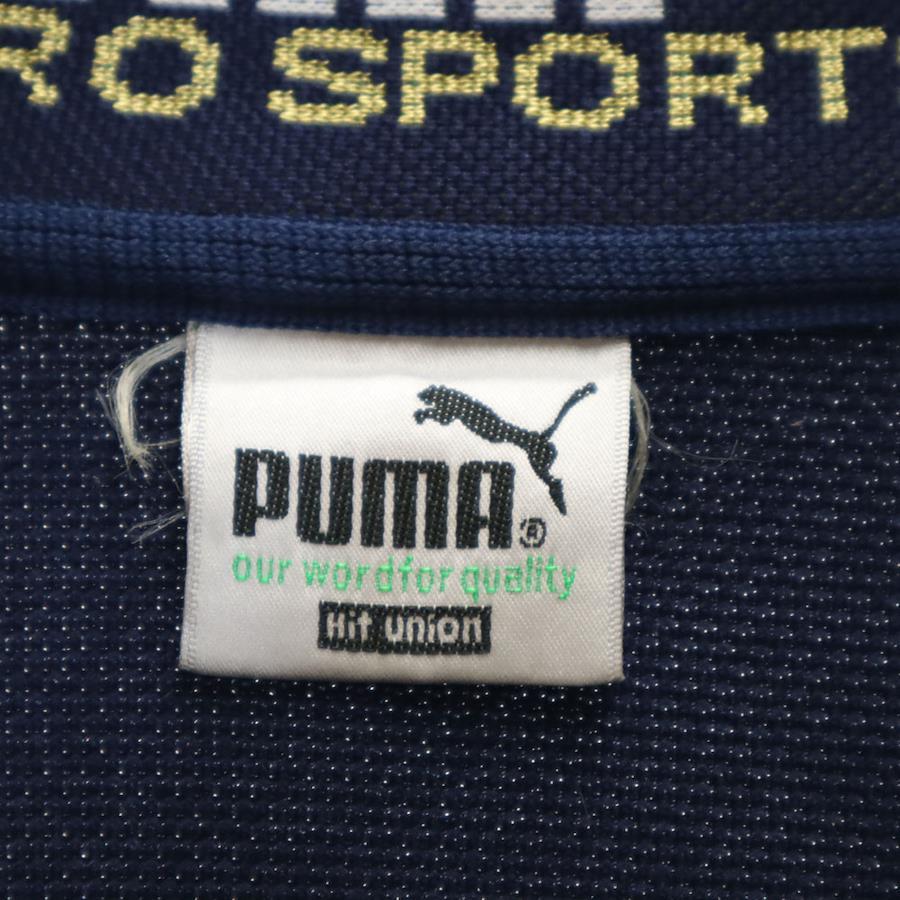 RO SPORT
PUMA®
our word for quality
Hit union